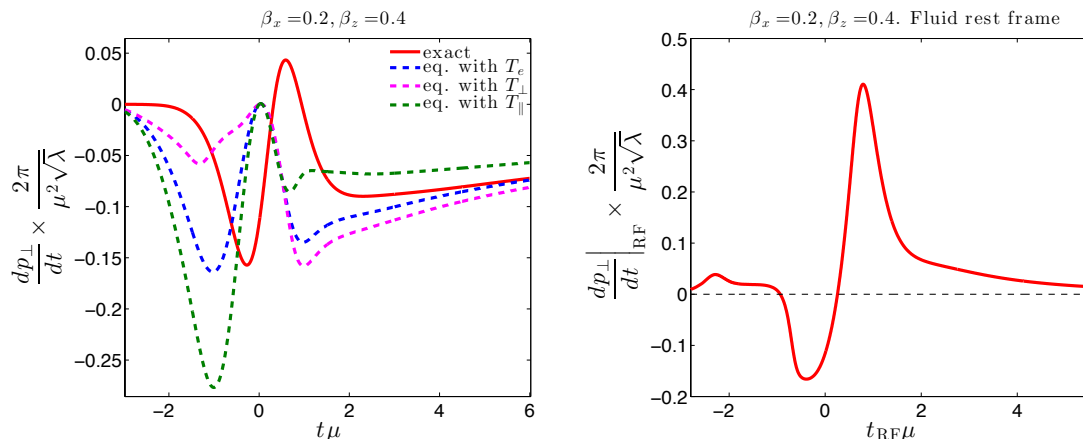 β_x =0.2, β_z =0.4
exact
eq. with T_e
eq. with T_⊥
eq. with T_∥
0.05
0
−0.05
−0.1
−0.15
−0.2
−0.25
−2
0
2
4
6
tμ
dp_⊥/dt × 2π/(μ²√λ)
β_x =0.2, β_z =0.4. Fluid rest frame
0.5
0.4
0.3
0.2
0.1
0
−0.1
−0.2
−2
0
2
4
t_RFμ
dp_⊥/dt|_RF × 2π/(μ²√λ)